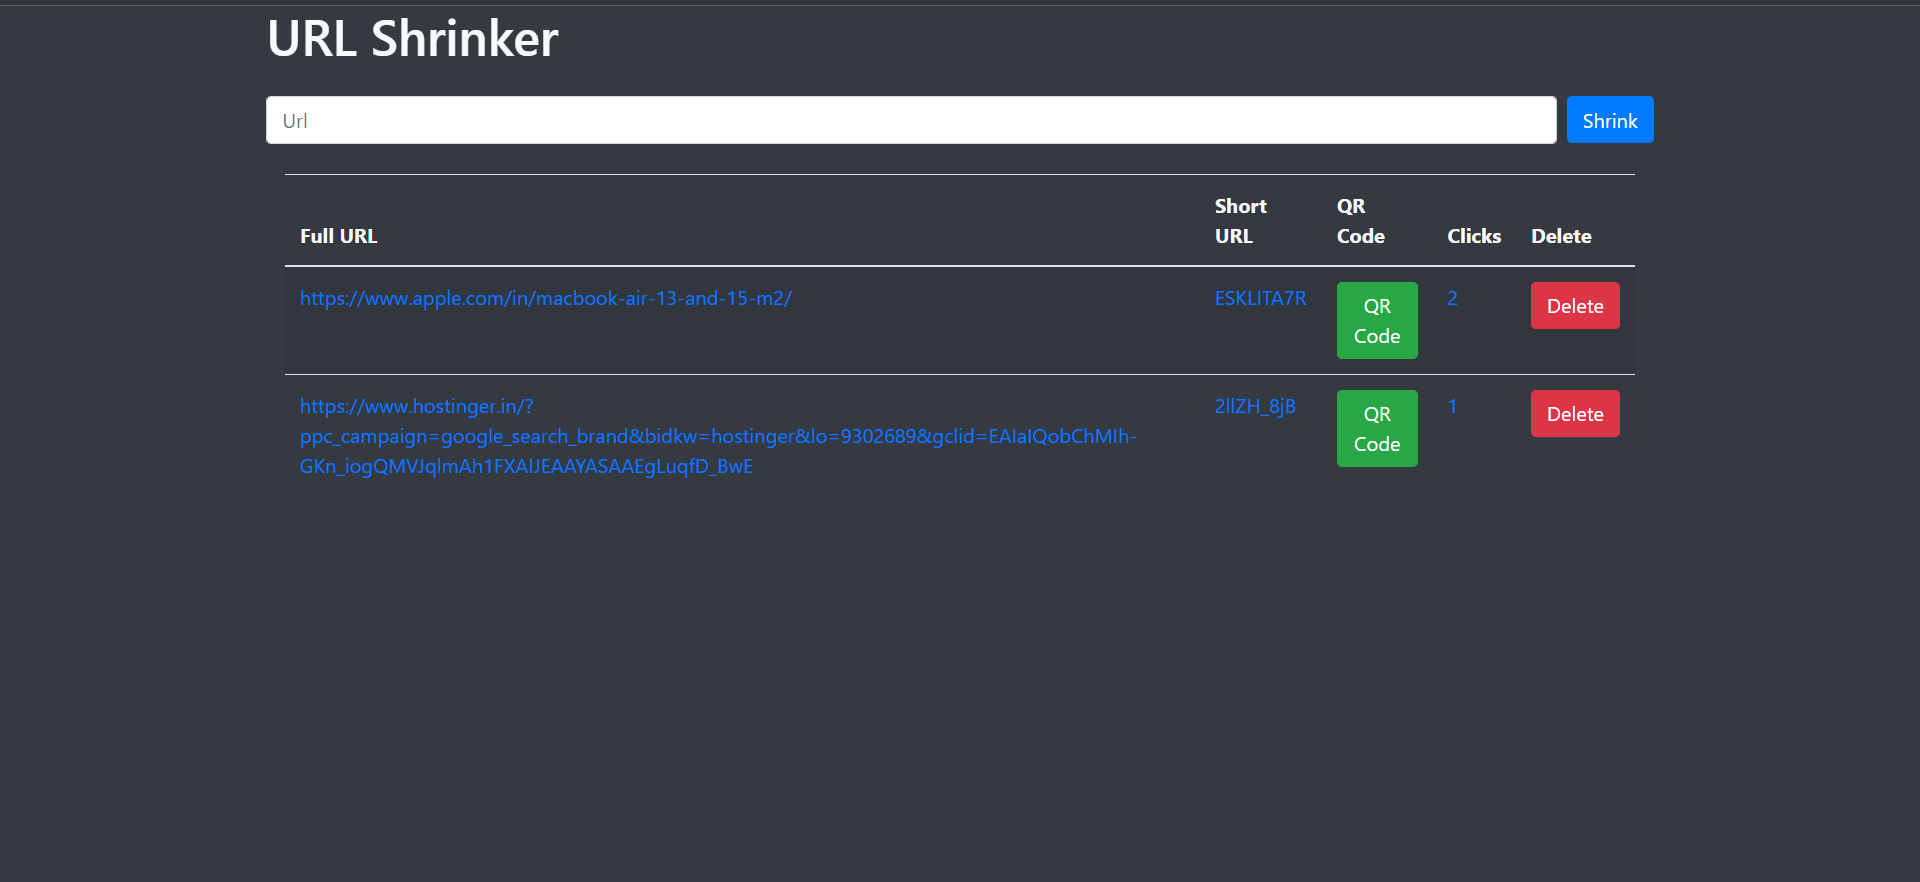 URL Shrinker
Url
Shrink
Full URL
Short
URL
QR
Code
Clicks
Delete
https://www.apple.com/in/macbook-air-13-and-15-m2/
ESKLITA7R
QR
Code
2
Delete
https://www.hostinger.in/?
ppc_campaign=google_search_brand&bidkw=hostinger&lo=9302689&gclid=EAIaIQobChMIh-
GKn_iogQMVJqlmAh1FXAIJEAAYASAAEgLuqfD_BwE
2llZH_8jB
QR
Code
1
Delete